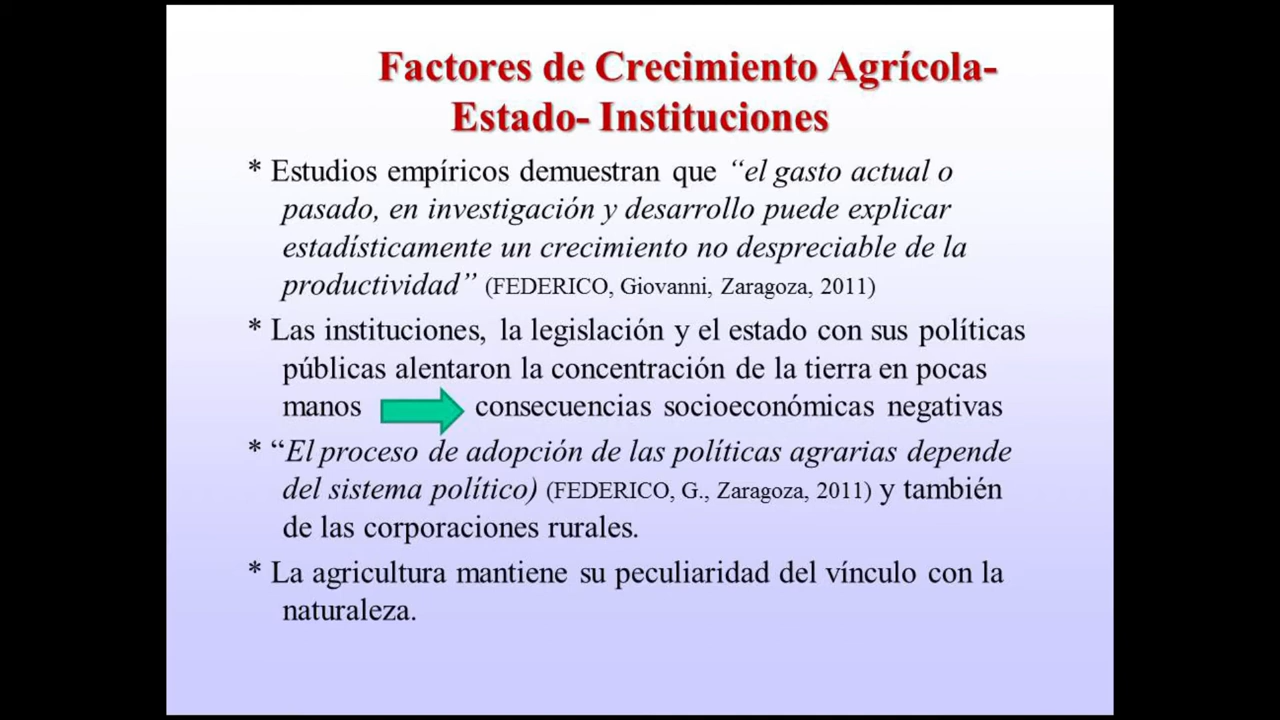 Factores de Crecimiento Agrícola-
Estado- Instituciones
* Estudios empíricos demuestran que “el gasto actual o
pasado, en investigación y desarrollo puede explicar
estadísticamente un crecimiento no despreciable de la
productividad” (FEDERICO, Giovanni, Zaragoza, 2011)
* Las instituciones, la legislación y el estado con sus políticas
públicas alentaron la concentración de la tierra en pocas
manos consecuencias socioeconómicas negativas
* “El proceso de adopción de las políticas agrarias depende
del sistema político) (FEDERICO, G., Zaragoza, 2011) y también
de las corporaciones rurales.
* La agricultura mantiene su peculiaridad del vínculo con la
naturaleza.